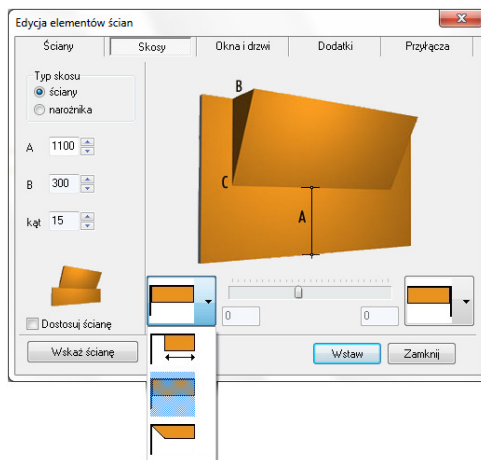 Edycja elementów ścian
Ściany
Skosy
Okna i drzwi
Dodatki
Przyłącza
Typ skosu
ściany
narożnika
A 1100
B 300
kąt 15
B
C
A
Dostosuj ścianę
0
0
Wskaż ścianę
Wstaw
Zamknij